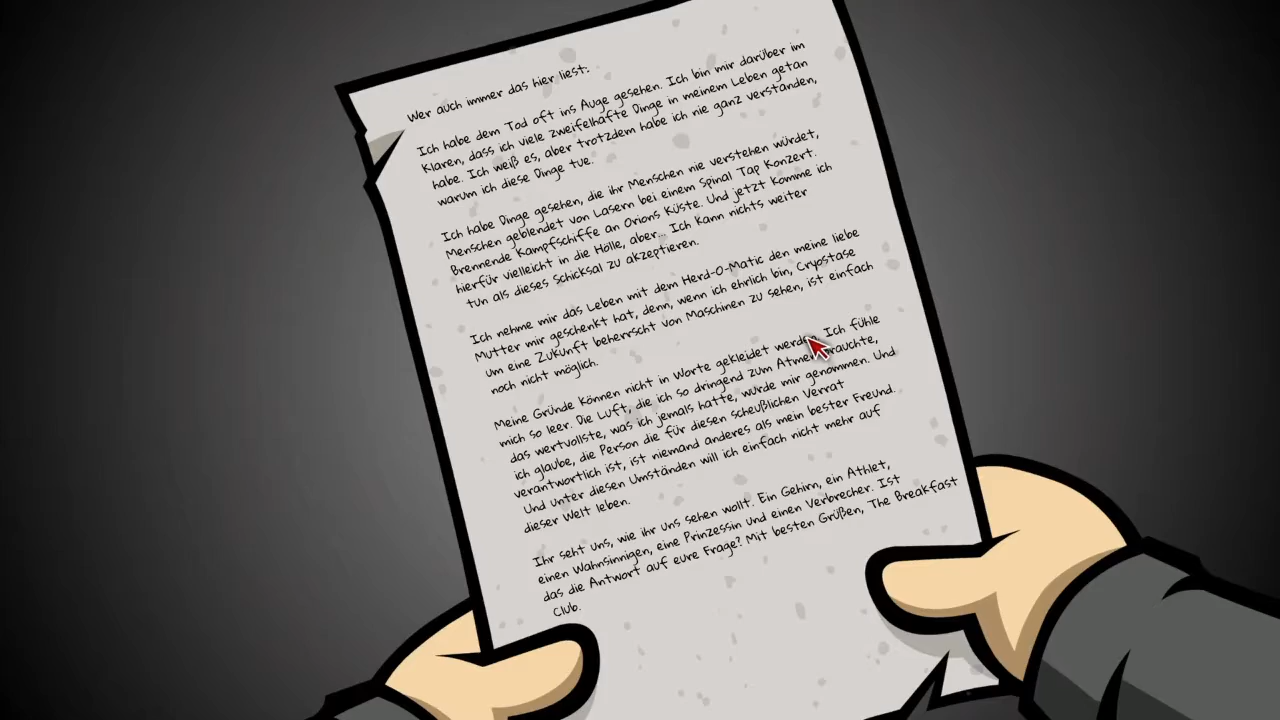 Wer auch immer das hier liest:
Ich habe dem Tod oft ins Auge gesehen. Ich bin mir darüber im
Klaren, dass ich viele zweifelhafte Dinge in meinem Leben getan
habe. Ich weiß es, aber trotzdem habe ich nie ganz verstanden,
warum ich diese Dinge tue.
Ich habe Dinge gesehen, die ihr Menschen nie verstehen würdet,
Menschen geblendet von Lasern bei einem Spinal Tap Konzert.
Brennende Kampfschiffe an Orions Küste. Und jetzt komme ich
hierfür vielleicht in die Hölle, aber... Ich kann nichts weiter
tun als dieses Schicksal zu akzeptieren.
Ich nehme mir das Leben mit dem Herd-O-Matic den meine liebe
Mutter mir geschenkt hat, denn, wenn ich ehrlich bin, Cryostase
um eine Zukunft beherrscht von Maschinen zu sehen, ist einfach
noch nicht möglich.
Meine Gründe können nicht in Worte gekleidet werden. Ich fühle
mich so leer. Die Luft, die ich so dringend zum Atmen brauchte,
das wertvollste, was ich jemals hatte, wurde mir genommen. Und
ich glaube, die Person die für diesen scheußlichen Verrat
verantwortlich ist, ist niemand anderes als mein bester Freund.
Und unter diesen Umständen will ich einfach nicht mehr auf
dieser Welt leben.
Ihr seht uns, wie ihr uns sehen wollt. Ein Gehirn, ein Athlet,
einen Wahnsinnigen, eine Prinzessin und einen Verbrecher. Ist
das die Antwort auf eure Frage? Mit besten Grüßen, The Breakfast
Club.